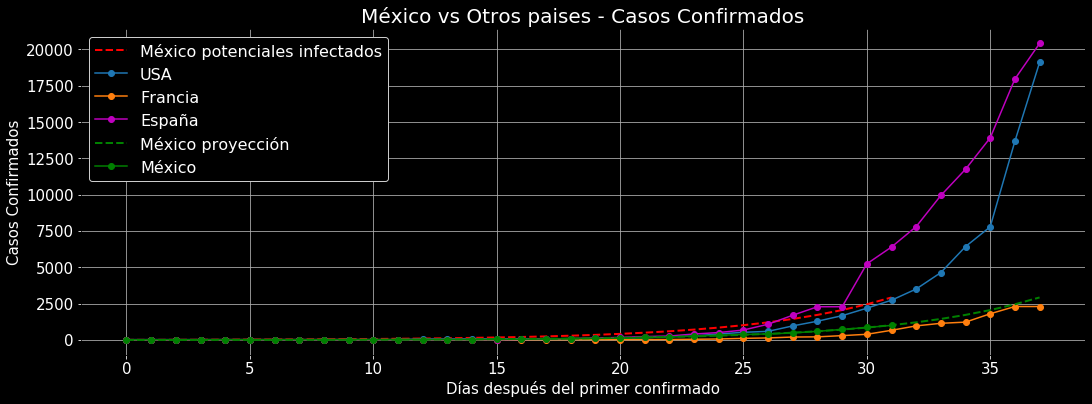 México vs Otros paises - Casos Confirmados
México potenciales infectados
USA
Francia
España
México proyección
México
Casos Confirmados
20000
17500
15000
12500
10000
7500
5000
2500
0
0 5 10 15 20 25 30 35
Días después del primer confirmado